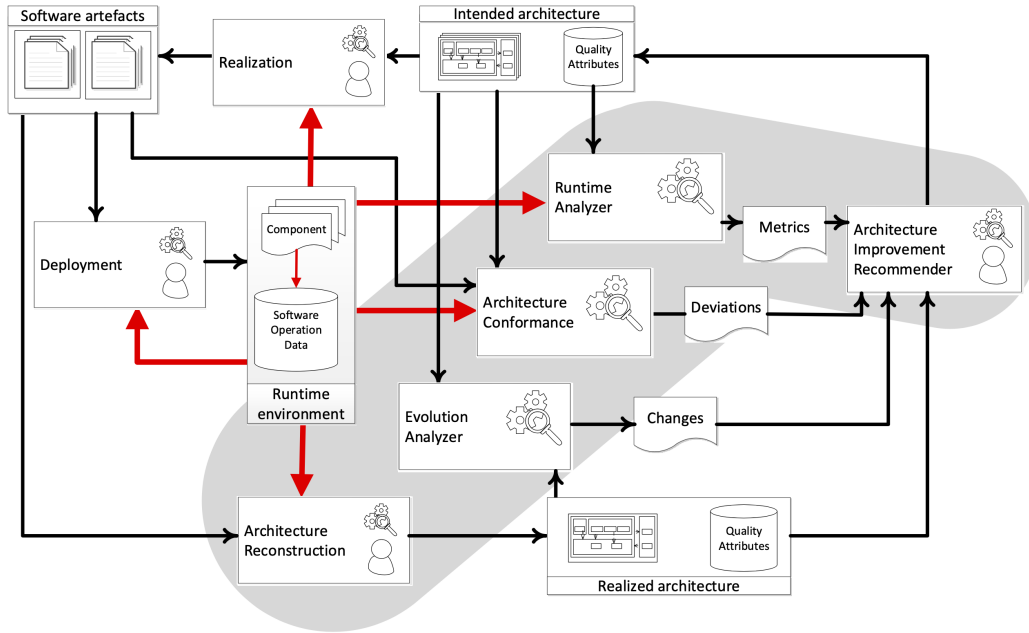 Software artefacts
Intended architecture
Realization
Quality
Attributes
Runtime
Analyzer
Component
Metrics
Architecture
Improvement
Recommender
Deployment
Software
Operation
Data
Architecture
Conformance
Deviations
Runtime
environment
Evolution
Analyzer
Changes
Architecture
Reconstruction
Quality
Attributes
Realized architecture